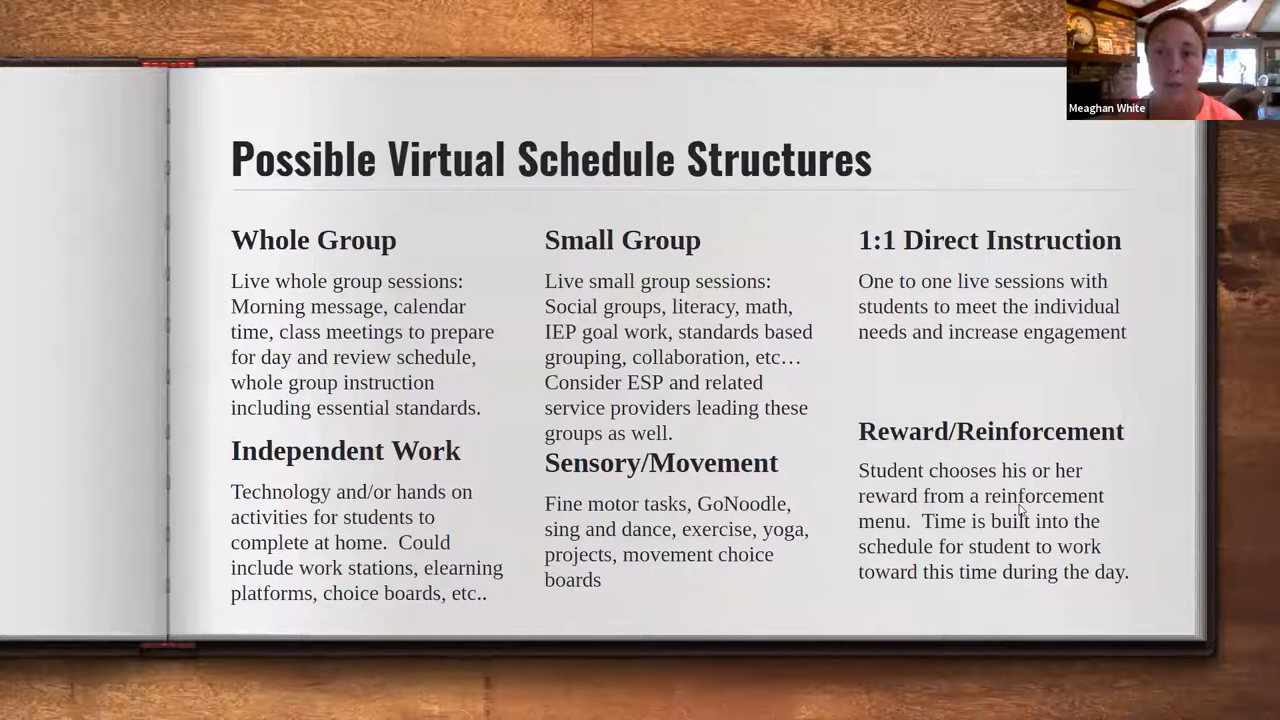 Meaghan White
Possible Virtual Schedule Structures
Whole Group
Live whole group sessions:
Morning message, calendar
time, class meetings to prepare
for day and review schedule,
whole group instruction
including essential standards.
Independent Work
Technology and/or hands on
activities for students to
complete at home.  Could
include work stations, elearning
platforms, choice boards, etc..
Small Group
Live small group sessions:
Social groups, literacy, math,
IEP goal work, standards based
grouping, collaboration, etc…
Consider ESP and related
service providers leading these
groups as well.
Sensory/Movement
Fine motor tasks, GoNoodle,
sing and dance, exercise, yoga,
projects, movement choice
boards
1:1 Direct Instruction
One to one live sessions with
students to meet the individual
needs and increase engagement
Reward/Reinforcement
Student chooses his or her
reward from a reinforcement
menu.  Time is built into the
schedule for student to work
toward this time during the day.